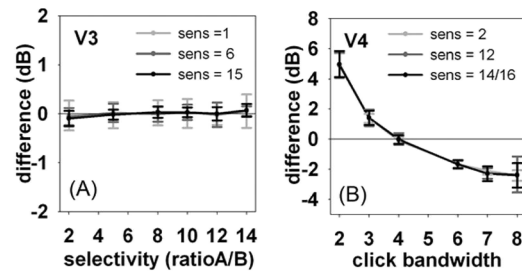 V3
sens =1
sens = 6
sens = 15
difference (dB)
2
1
0
-1
-2
(A)
2 4 6 8 10 12 14
selectivity (ratioA/B)
V4
sens = 2
sens = 12
sens = 14/16
difference (dB)
8
6
4
2
0
-2
-4
(B)
2 3 4 5 6 7 8
click bandwidth